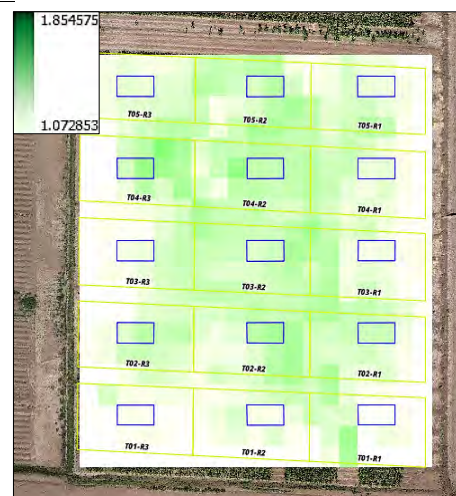 1.854575
1.072853
T05-R3 T05-R2 T05-R1
T04-R3 T04-R2 T04-R1
T03-R3 T03-R2 T03-R1
T02-R3 T02-R2 T02-R1
T01-R3 T01-R2 T01-R1